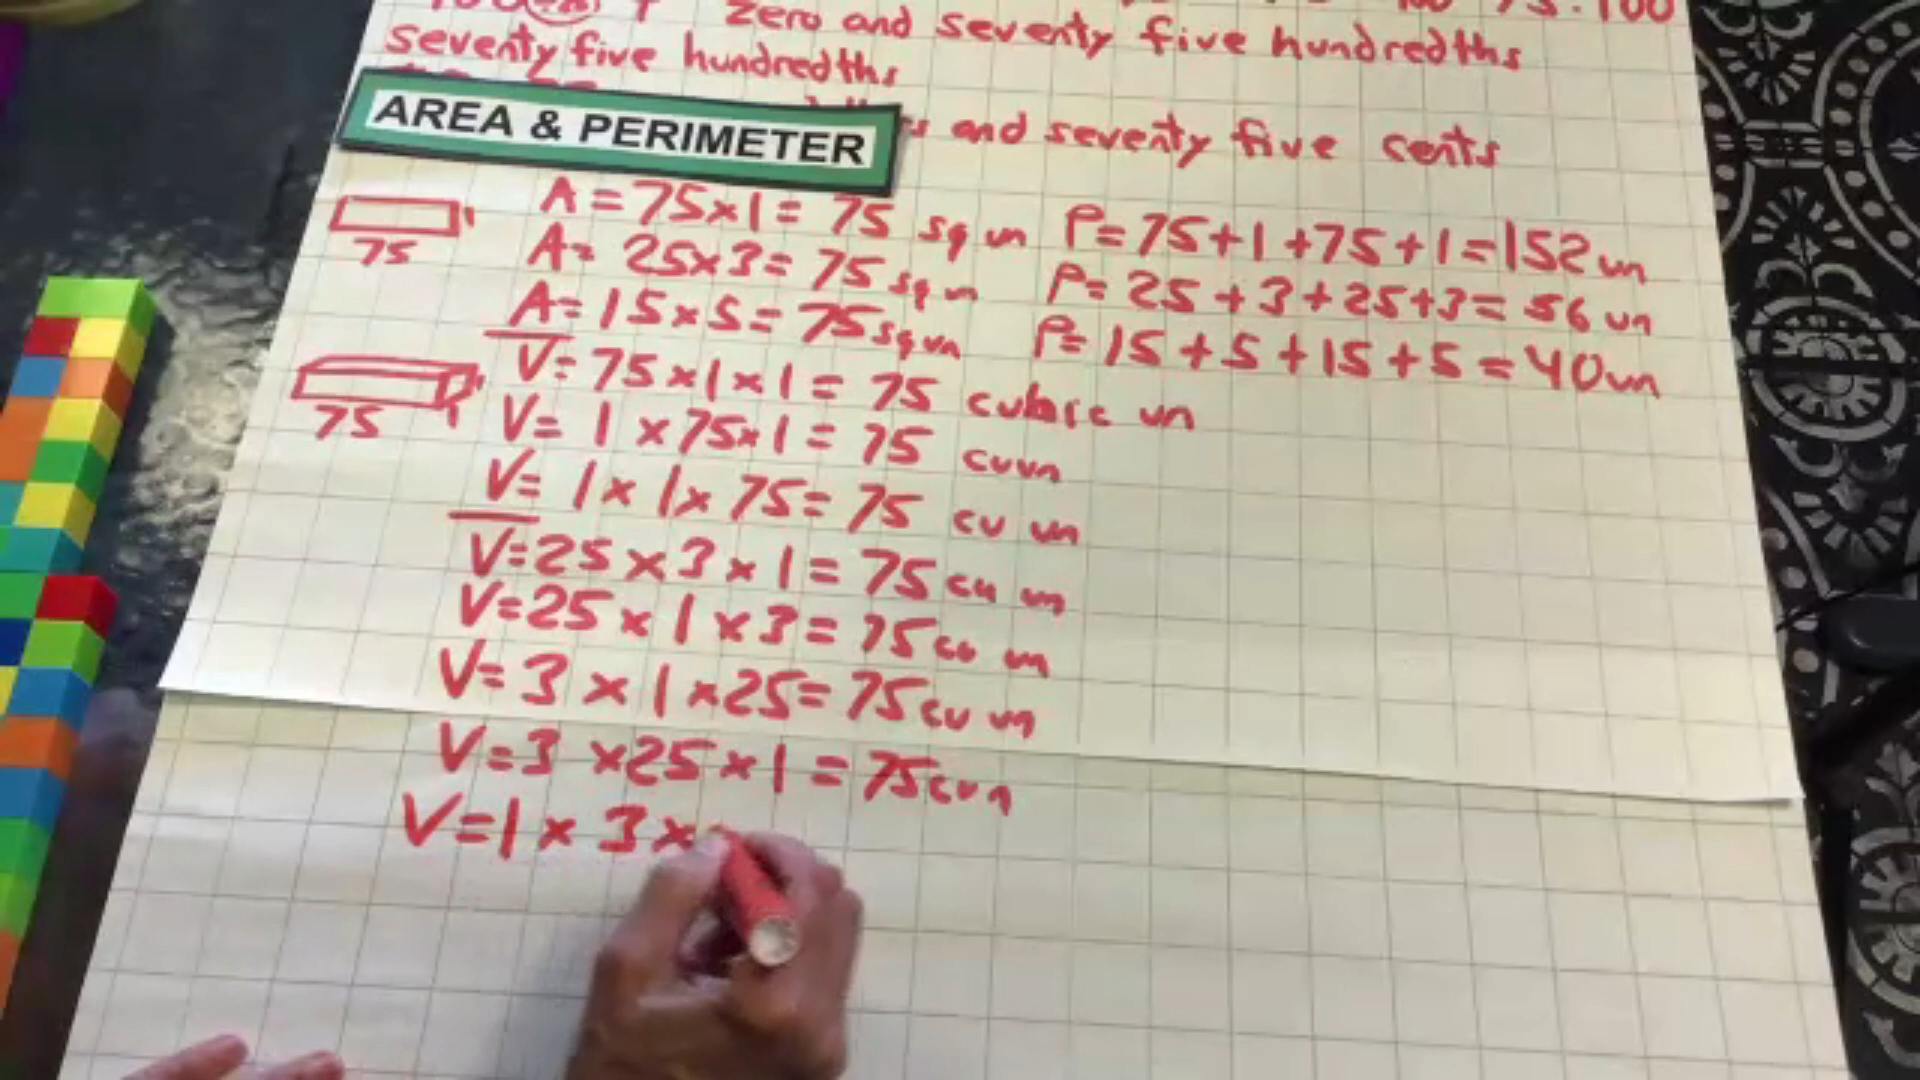 zero and seventy five hundredths
seventy five hundredths
AREA & PERIMETER
and seventy five cents
75
A = 75 x 1 = 75 sq un P = 75 + 1 + 75 + 1 = 152 un
A = 25 x 3 = 75 sq un P = 25 + 3 + 25 + 3 = 56 un
A = 15 x 5 = 75 sq un P = 15 + 5 + 15 + 5 = 40 un
75 1
V = 75 x 1 x 1 = 75 cubic un
V = 1 x 75 x 1 = 75 cu un
V = 1 x 1 x 75 = 75 cu un
V = 25 x 3 x 1 = 75 cu un
V = 25 x 1 x 3 = 75 cu un
V = 3 x 1 x 25 = 75 cu un
V = 3 x 25 x 1 = 75 cu n
V = 1 x 3 x